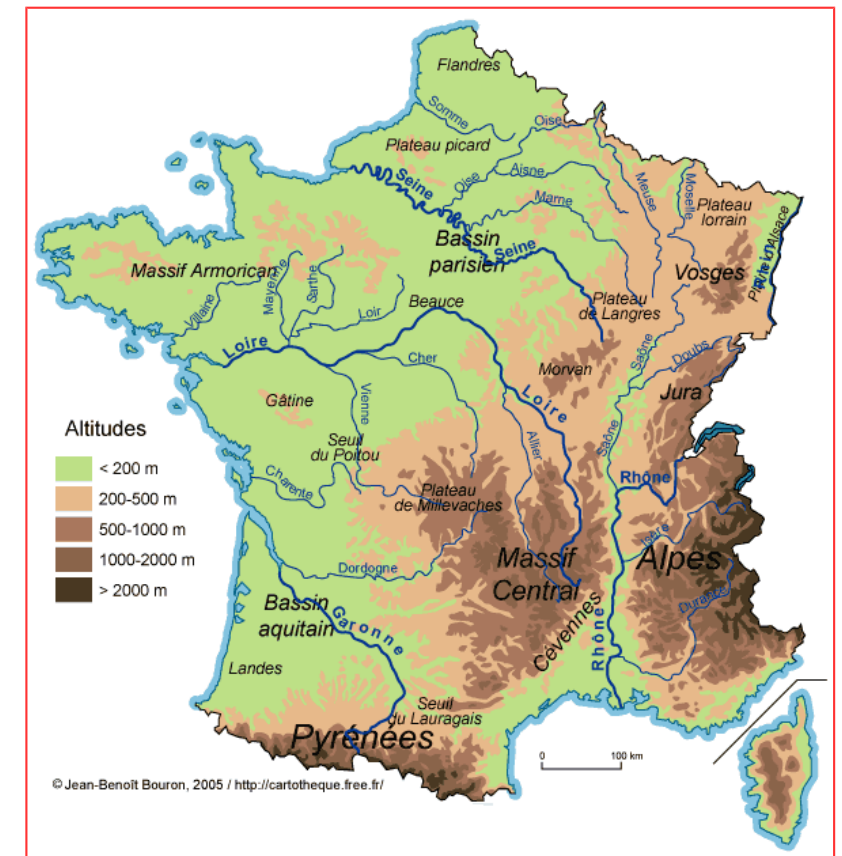 Flandres
Somme
Oise
Plateau picard
Seine
Oise
Aisne
Meuse
Moselle
Marne
Plateau
lorrain
Plaine d'Alsace
Bassin
parisien
Seine
Massif Armoricain
Mayenne
Sarthe
Vosges
Villaine
Loir
Beauce
Plateau
de Langres
Saône
Doubs
Loire
Cher
Morvan
Jura
Vienne
Loire
Gâtine
Allier
Saône
Altitudes
Seuil
du Poitou
< 200 m
200-500 m
500-1000 m
1000-2000 m
> 2000 m
Charente
Plateau
de Millevaches
Rhône
Isère
Massif
Central
Alpes
Dordogne
Durance
Bassin
aquitain
Garonne
Cévennes
Rhône
Landes
Seuil
du Lauragais
Pyrénées
0 100 km
© Jean-Benoît Bouron, 2005 / http://cartotheque.free.fr/